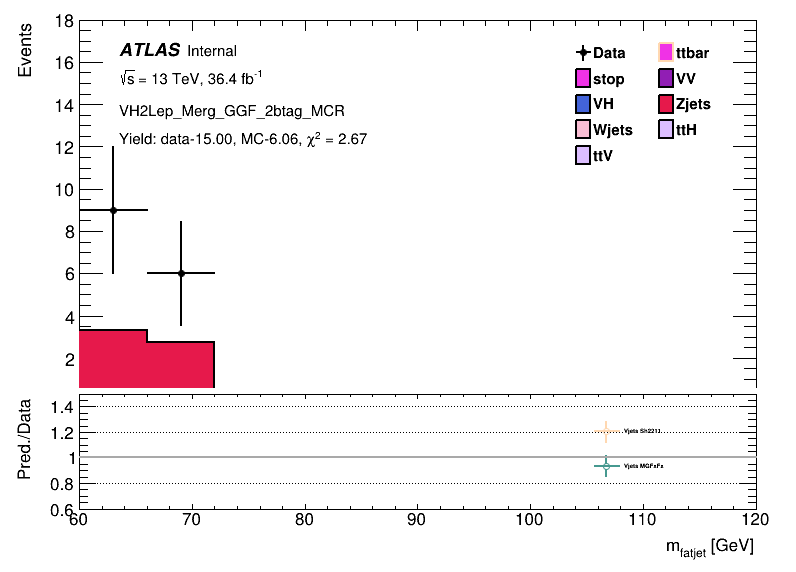 Events
18
16
14
12
10
8
6
4
2
ATLAS Internal
√s = 13 TeV, 36.4 fb⁻¹
VH2Lep_Merg_GGF_2btag_MCR
Yield: data-15.00, MC-6.06, χ² = 2.67
Data
ttbar
stop
VV
VH
Zjets
Wjets
ttH
ttV
Pred./Data
1.4
1.2
1
0.8
0.6
Vjets Sh2211
Vjets MGFxFx
60 70 80 90 100 110 120
m_fatjet [GeV]